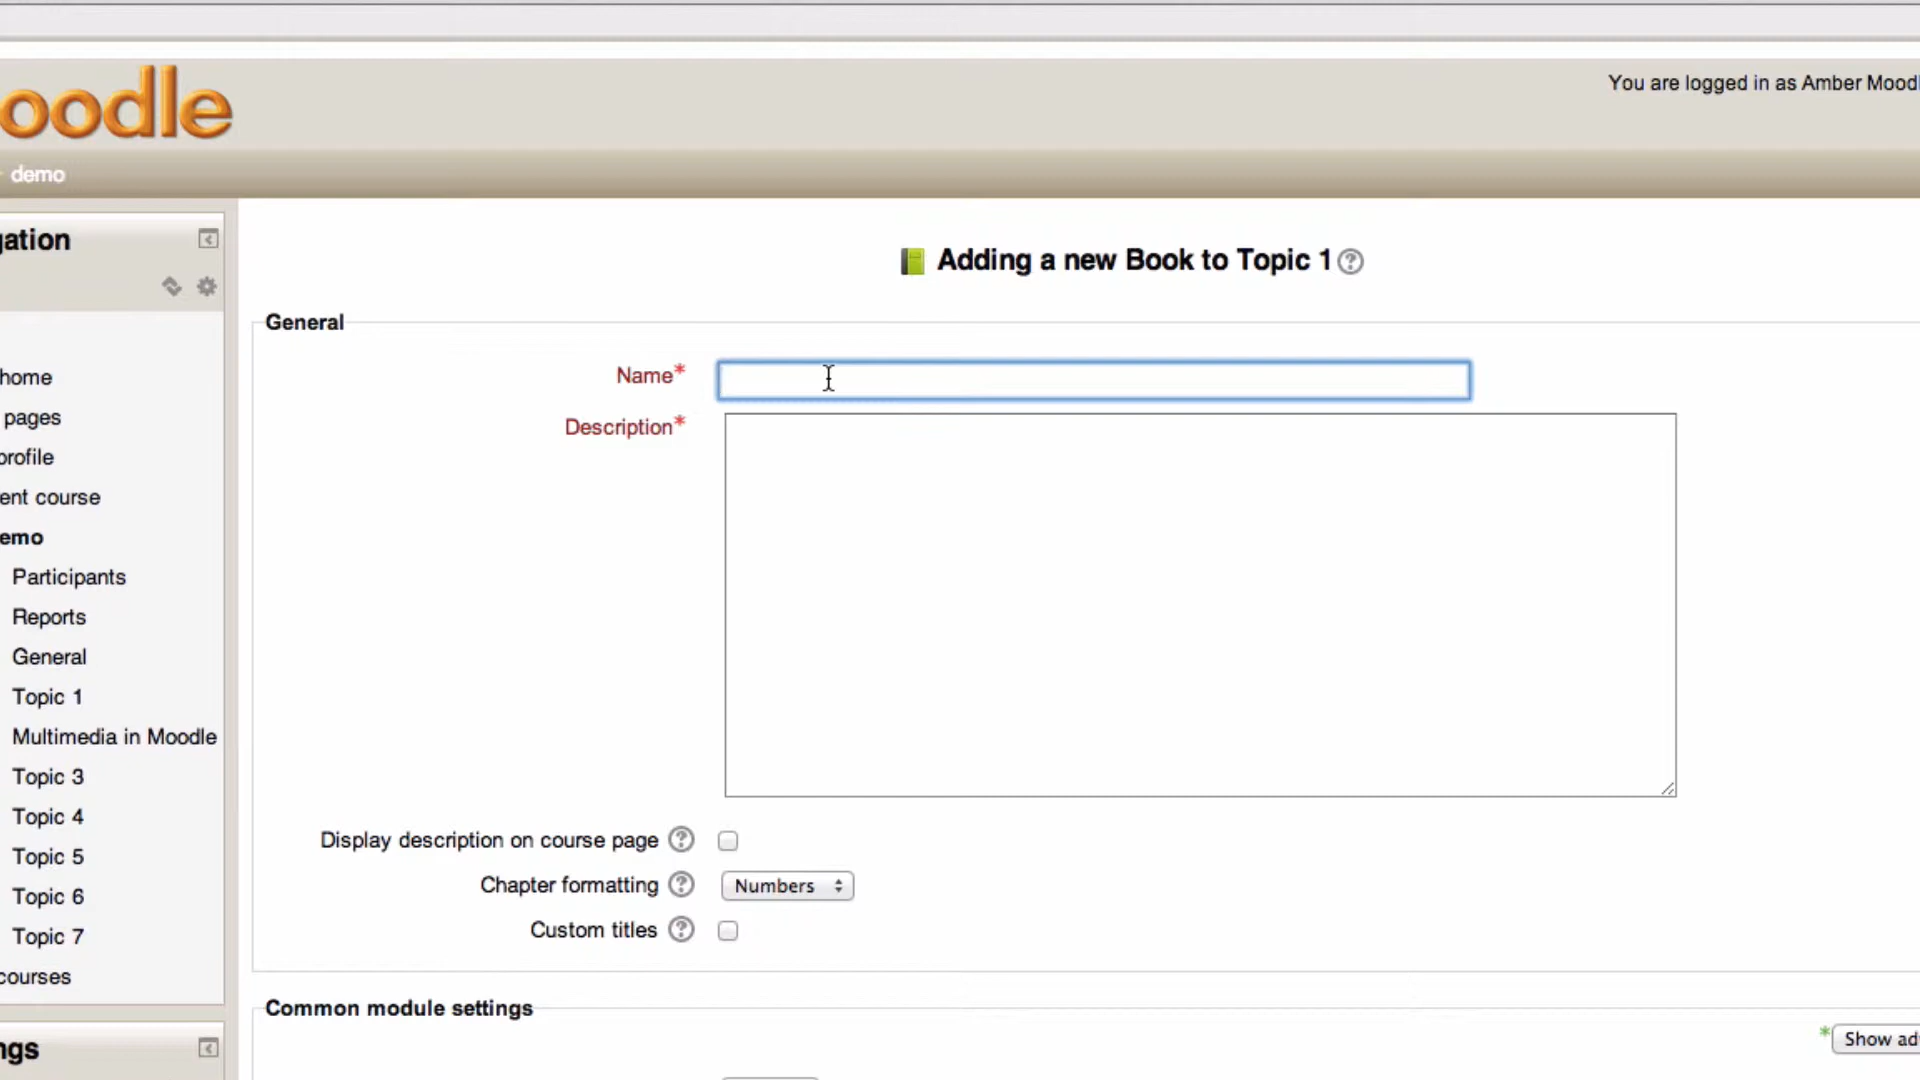 oodle
You are logged in as Amber Moodl
demo
gation
Adding a new Book to Topic 1
General
Name*
Description*
home
pages
profile
ent course
emo
Participants
Reports
General
Topic 1
Multimedia in Moodle
Topic 3
Topic 4
Topic 5
Topic 6
Topic 7
courses
Display description on course page
Chapter formatting Numbers
Custom titles
Common module settings
ngs
* Show ad